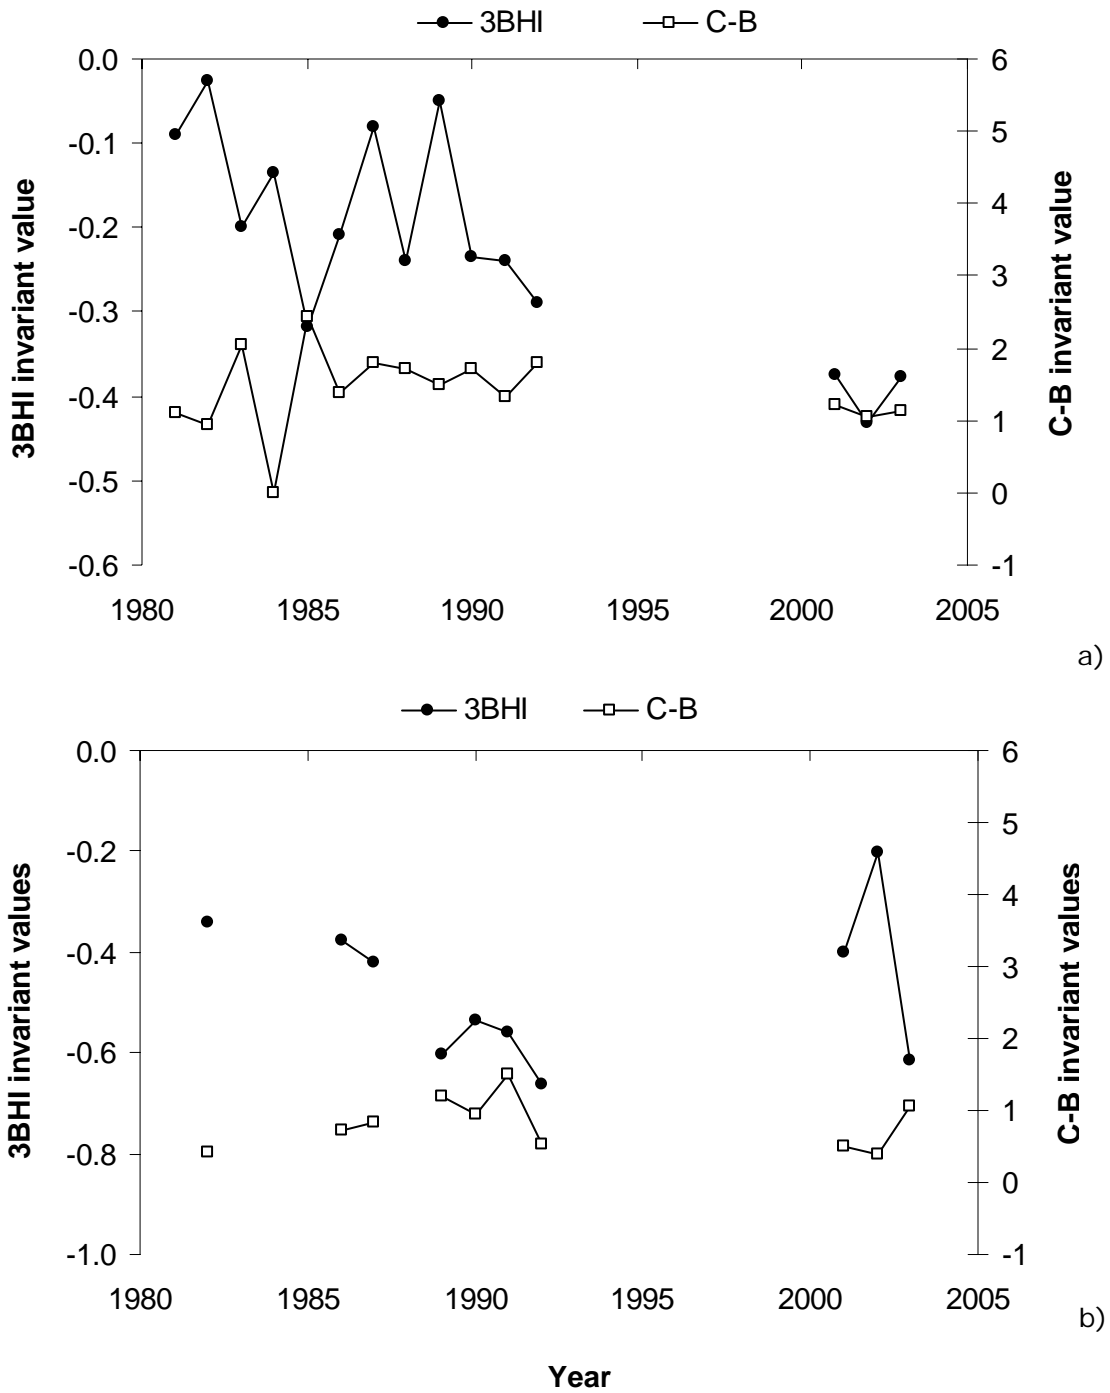 3BHI C-B
0.0 6
-0.1 5
4
-0.2 3
-0.3 2
-0.4 1
-0.5 0
-0.6 -1
3BHI invariant value
C-B invariant value
1980 1985 1990 1995 2000 2005
a)
3BHI C-B
0.0 6
5
-0.2 4
-0.4 3
-0.6 2
1
-0.8 0
-1.0 -1
3BHI invariant values
C-B invariant values
1980 1985 1990 1995 2000 2005
b)
Year